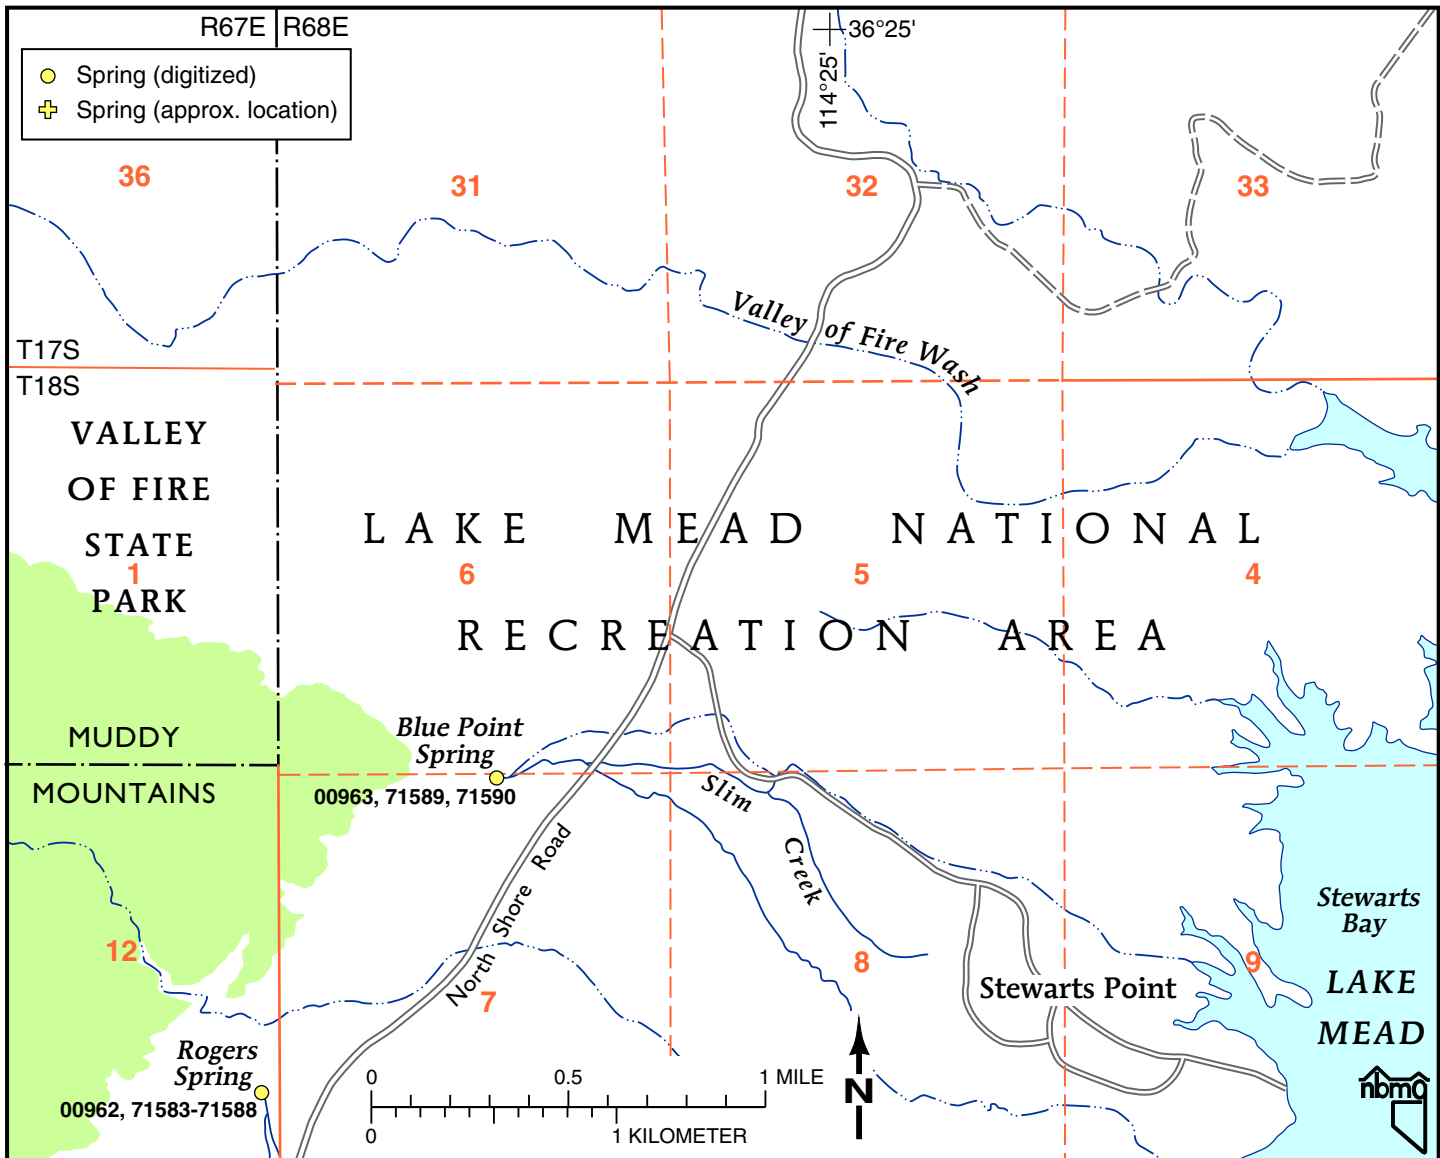 R67E R68E
36°25'
114°25'
Spring (digitized)
Spring (approx. location)
36
31
32
33
Valley of Fire Wash
T17S
T18S
VALLEY
OF FIRE
STATE
PARK
LAKE MEAD NATIONAL
RECREATION AREA
1
6
5
4
MUDDY
MOUNTAINS
Blue Point
Spring
00963, 71589, 71590
Slim
Creek
North Shore Road
12
7
8
9
Stewarts
Bay
LAKE
MEAD
Stewarts Point
Rogers
Spring
00962, 71583-71588
0 0.5 1 MILE
0 1 KILOMETER
N
nbmg